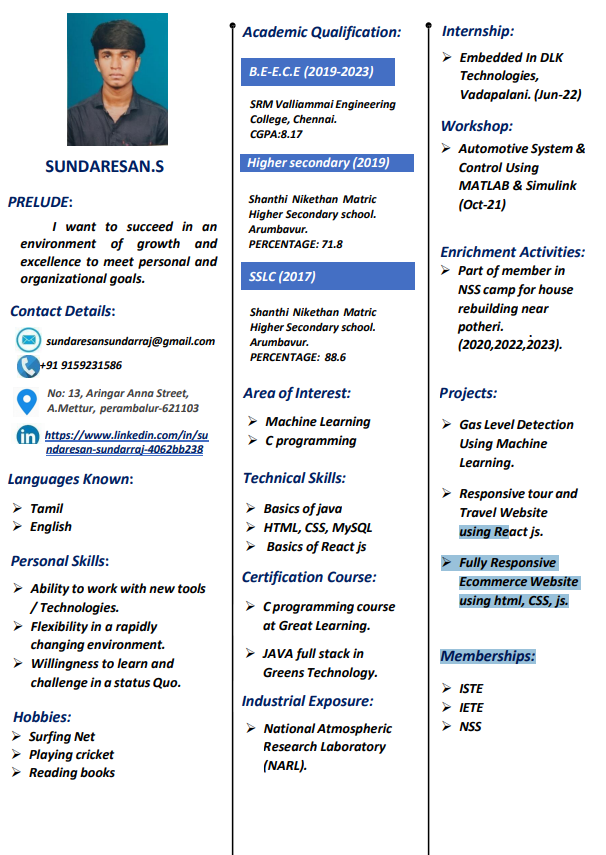 SUNDARESAN.S
PRELUDE:
I want to succeed in an
environment of growth and
excellence to meet personal and
organizational goals.
Contact Details:
sundaresansundarraj@gmail.com
+91 9159231586
No: 13, Aringar Anna Street,
A.Mettur, perambalur-621103
in
https://www.linkedin.com/in/su
ndaresan-sundarraj-4062bb238
Languages Known:
➢ Tamil
➢ English
Personal Skills:
➢ Ability to work with new tools
/ Technologies.
➢ Flexibility in a rapidly
changing environment.
➢ Willingness to learn and
challenge in a status Quo.
Hobbies:
➢ Surfing Net
➢ Playing cricket
➢ Reading books
Academic Qualification:
B.E-E.C.E (2019-2023)
SRM Valliammai Engineering
College, Chennai.
CGPA:8.17
Higher secondary (2019)
Shanthi Nikethan Matric
Higher Secondary school.
Arumbavur.
PERCENTAGE: 71.8
SSLC (2017)
Shanthi Nikethan Matric
Higher Secondary school.
Arumbavur.
PERCENTAGE: 88.6
Area of Interest:
➢ Machine Learning
➢ C programming
Technical Skills:
➢ Basics of java
➢ HTML, CSS, MySQL
➢ Basics of React js
Certification Course:
➢ C programming course
at Great Learning.
➢ JAVA full stack in
Greens Technology.
Industrial Exposure:
➢ National Atmospheric
Research Laboratory
(NARL).
Internship:
➢ Embedded In DLK
Technologies,
Vadapalani. (Jun-22)
Workshop:
➢ Automotive System &
Control Using
MATLAB & Simulink
(Oct-21)
Enrichment Activities:
➢ Part of member in
NSS camp for house
rebuilding near
potheri.
(2020,2022,2023).
Projects:
➢ Gas Level Detection
Using Machine
Learning.
➢ Responsive tour and
Travel Website
using React js.
➢ Fully Responsive
Ecommerce Website
using html, CSS, js.
Memberships:
➢ ISTE
➢ IETE
➢ NSS